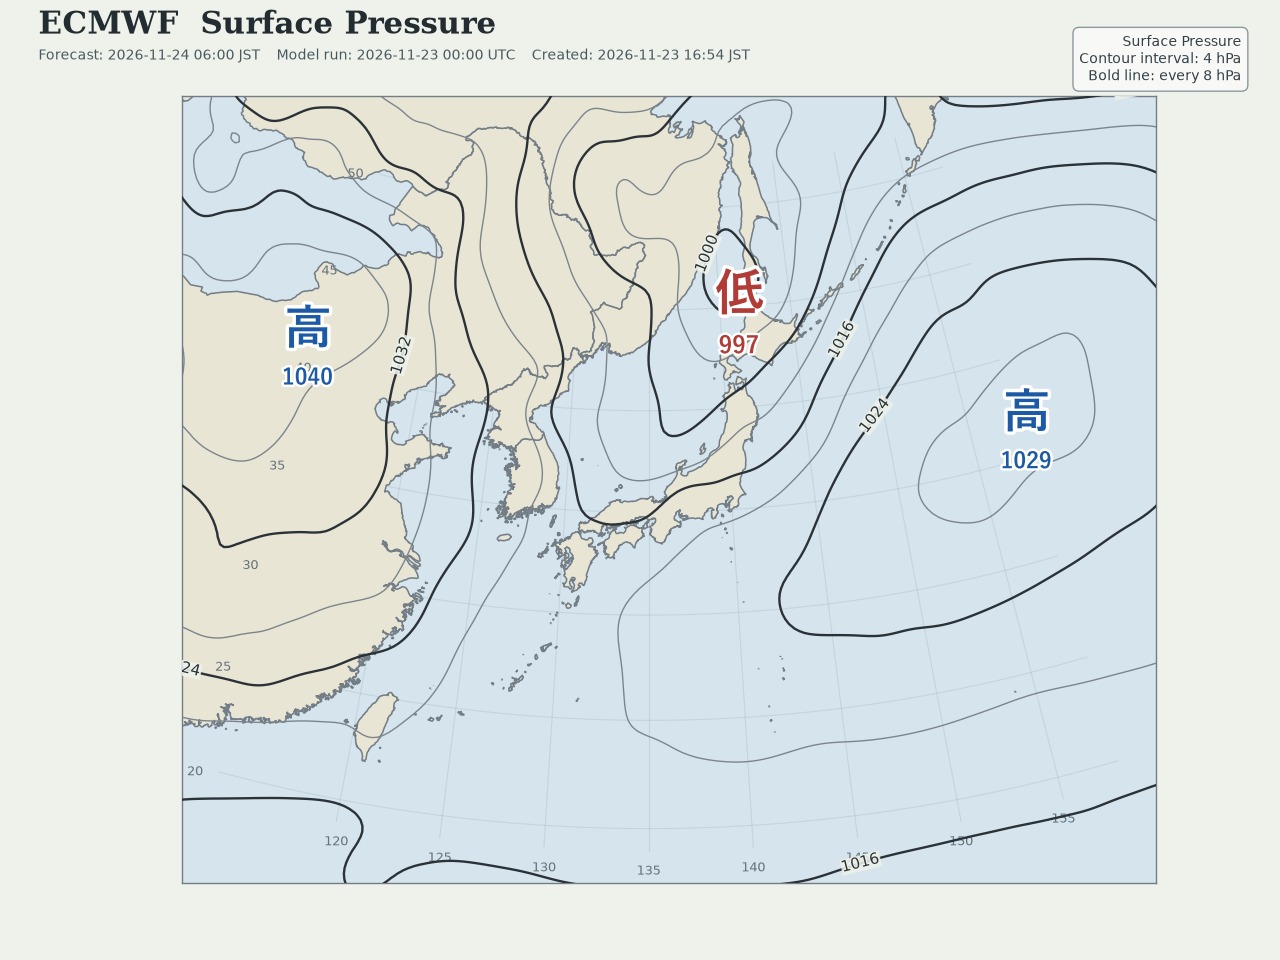 ECMWF  Surface Pressure
Forecast: 2026-11-24 06:00 JST    Model run: 2026-11-23 00:00 UTC    Created: 2026-11-23 16:54 JST
Surface Pressure
Contour interval: 4 hPa
Bold line: every 8 hPa
50
1000
45
低
997
高
1040
1032
1016
1024
高
1029
35
30
24
25
20
120
125
130
135
140
150
155
1016